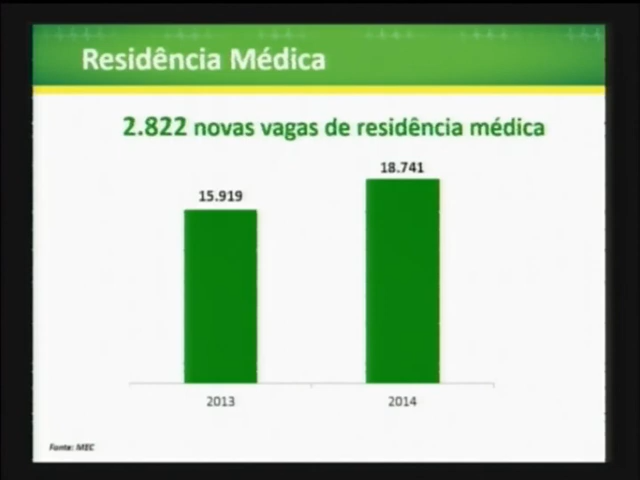 Residência Médica
2.822 novas vagas de residência médica
15.919
18.741
2013
2014
Fonte: MEC